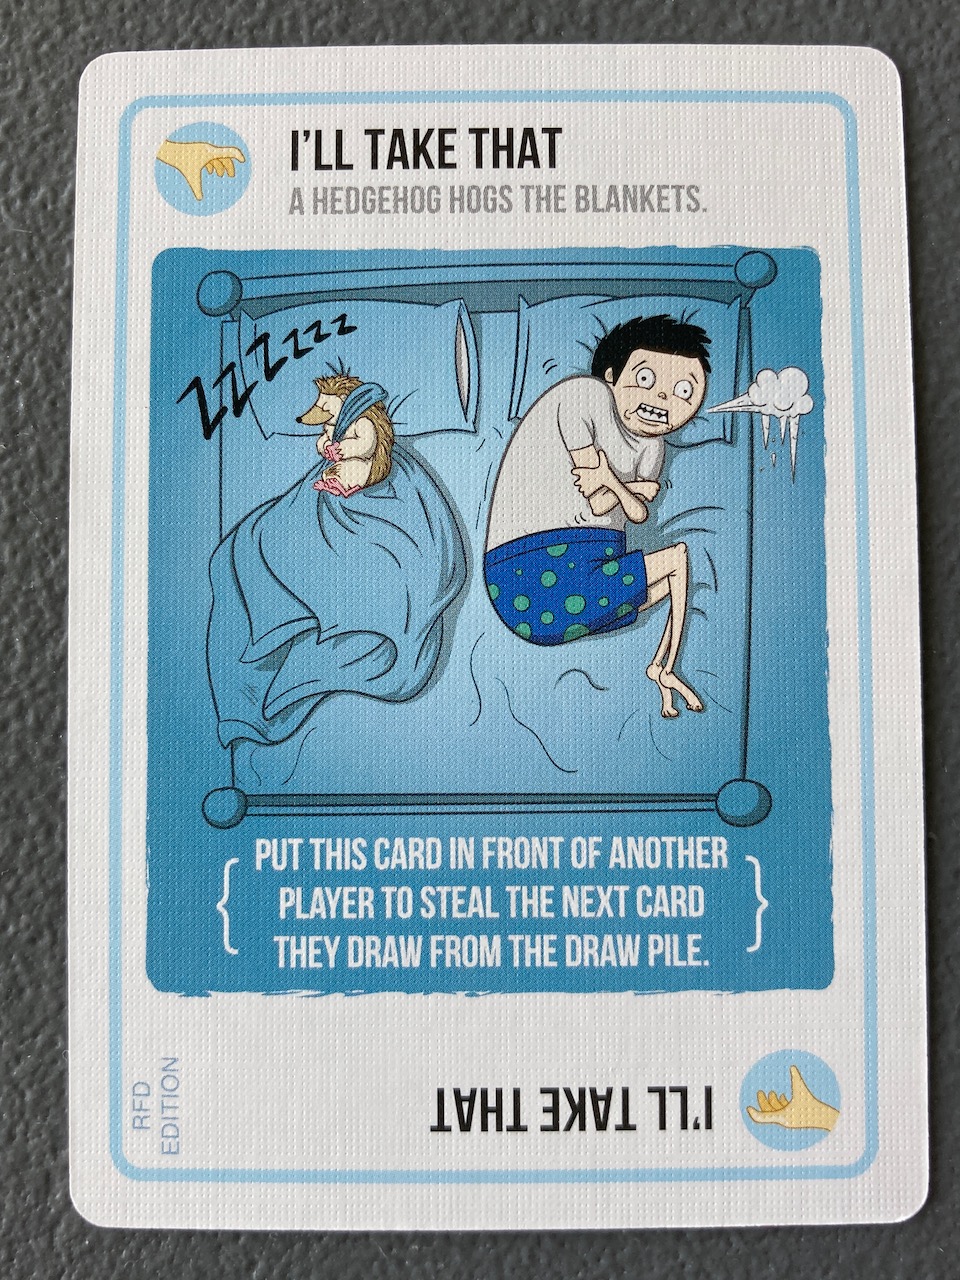 I'LL TAKE THAT
A HEDGEHOG HOGS THE BLANKETS.
ZZZZzzz
PUT THIS CARD IN FRONT OF ANOTHER
PLAYER TO STEAL THE NEXT CARD
THEY DRAW FROM THE DRAW PILE.
RFD
EDITION
I'LL TAKE THAT